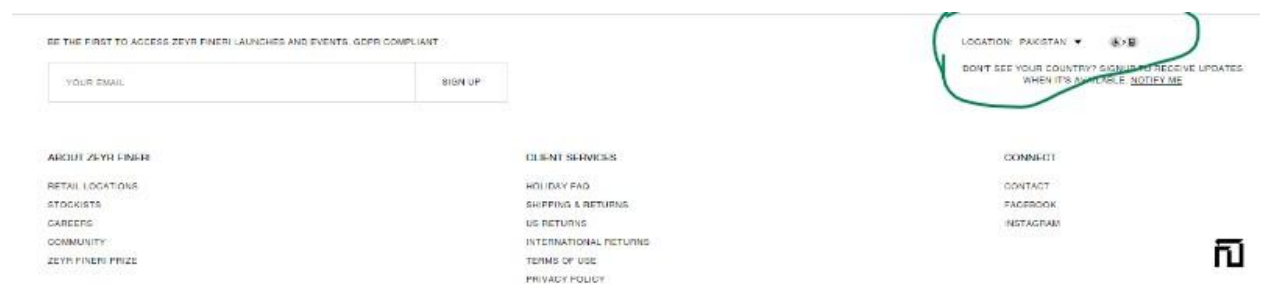 BE THE FIRST TO ACCESS ZEYR FINERI LAUNCHES AND EVENTS. GDPR COMPLIANT
YOUR EMAIL
SIGN UP
LOCATION: PAKISTAN
DON'T SEE YOUR COUNTRY? SIGNUP TO RECEIVE UPDATES
WHEN IT'S AVAILABLE. NOTIFY ME
ABOUT ZEYR FINERI
RETAIL LOCATIONS
STOCKISTS
CAREERS
COMMUNITY
ZEYR FINERI PRIZE
CLIENT SERVICES
HOLIDAY FAQ
SHIPPING & RETURNS
US RETURNS
INTERNATIONAL RETURNS
TERMS OF USE
PRIVACY POLICY
CONNECT
CONTACT
FACEBOOK
INSTAGRAM